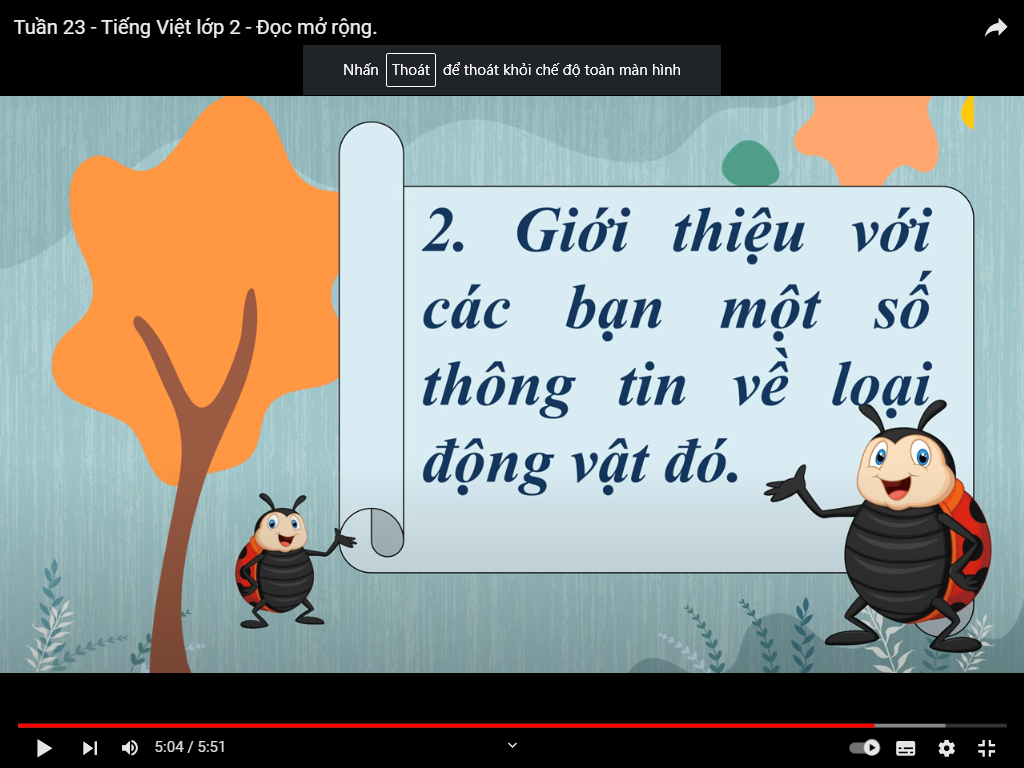 Tuần 23 - Tiếng Việt lớp 2 - Đọc mở rộng.
Nhấn Thoát để thoát khỏi chế độ toàn màn hình
2. Giới thiệu với
các bạn một số
thông tin về loại
động vật đó.
5:04 / 5:51